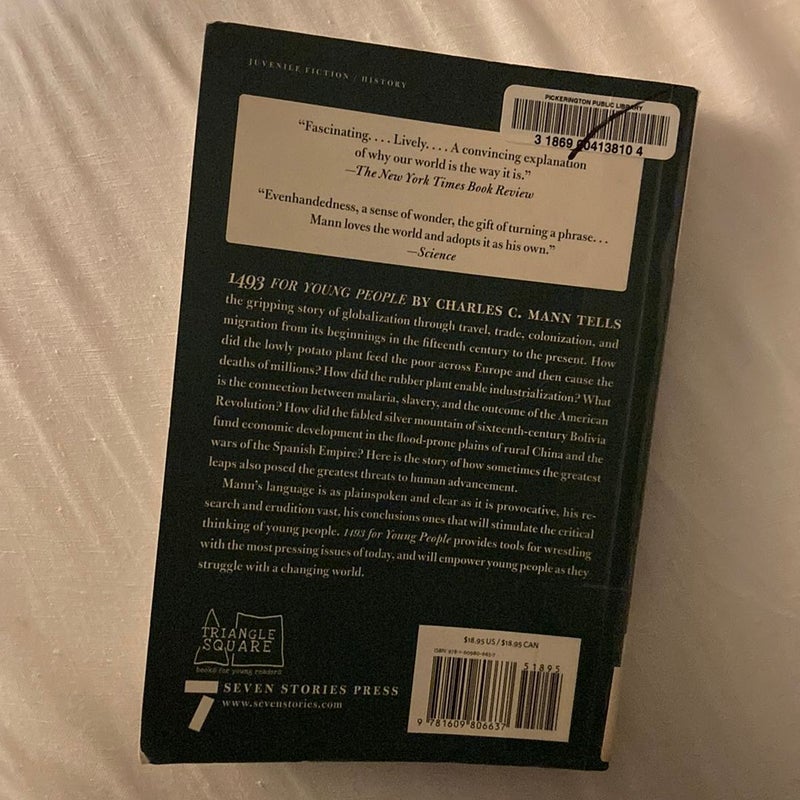 JUVENILE FICTION / HISTORY
PICKERINGTON PUBLIC LIBRARY
3 1869 00413810 4
“Fascinating. . . . Lively. . . . A convincing explanation
of why our world is the way it is.”
—The New York Times Book Review
“Evenhandedness, a sense of wonder, the gift of turning a phrase. . .
Mann loves the world and adopts it as his own.”
—Science
1493 FOR YOUNG PEOPLE BY CHARLES C. MANN TELLS
the gripping story of globalization through travel, trade, colonization, and
migration from its beginnings in the fifteenth century to the present. How
did the lowly potato plant feed the poor across Europe and then cause the
deaths of millions? How did the rubber plant enable industrialization? What
is the connection between malaria, slavery, and the outcome of the American
Revolution? How did the fabled silver mountain of sixteenth-century Bolivia
fund economic development in the flood-prone plains of rural China and the
wars of the Spanish Empire? Here is the story of how sometimes the greatest
leaps also posed the greatest threats to human advancement.
Mann’s language is as plainspoken and clear as it is provocative, his re-
search and erudition vast, his conclusions ones that will stimulate the critical
thinking of young people. 1493 for Young People provides tools for wrestling
with the most pressing issues of today, and will empower young people as they
struggle with a changing world.
TRIANGLE
SQUARE
books for young readers
7 SEVEN STORIES PRESS
www.sevenstories.com
$18.95 US / $18.95 CAN
ISBN 978-1-60980-663-7
51895
9 781609 806637